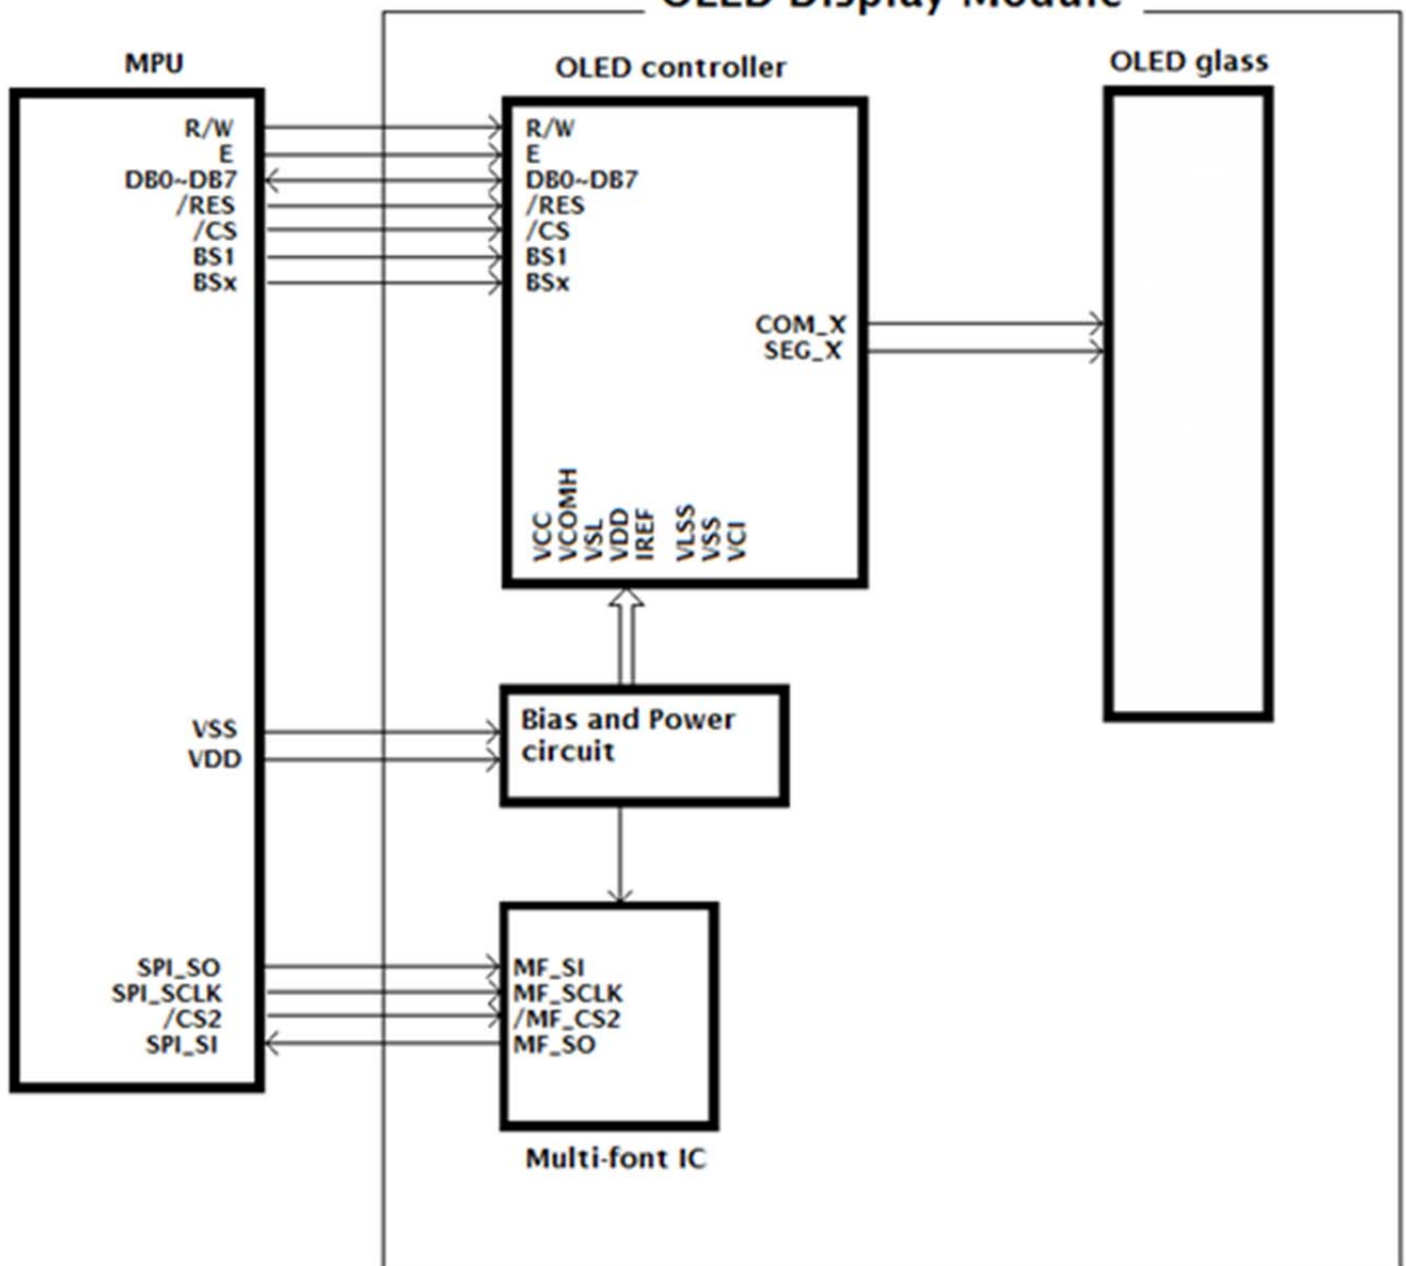 OLED Display Module
MPU
OLED controller
OLED glass
R/W
E
DB0~DB7
/RES
/CS
BS1
BSx
R/W
E
DB0~DB7
/RES
/CS
BS1
BSx
COM_X
SEG_X
VCC
VCOMH
VSL
VDD
IREF
VLSS
VSS
VCI
VSS
VDD
Bias and Power
circuit
SPI_SO
SPI_SCLK
/CS2
SPI_SI
MF_SI
MF_SCLK
/MF_CS2
MF_SO
Multi-font IC